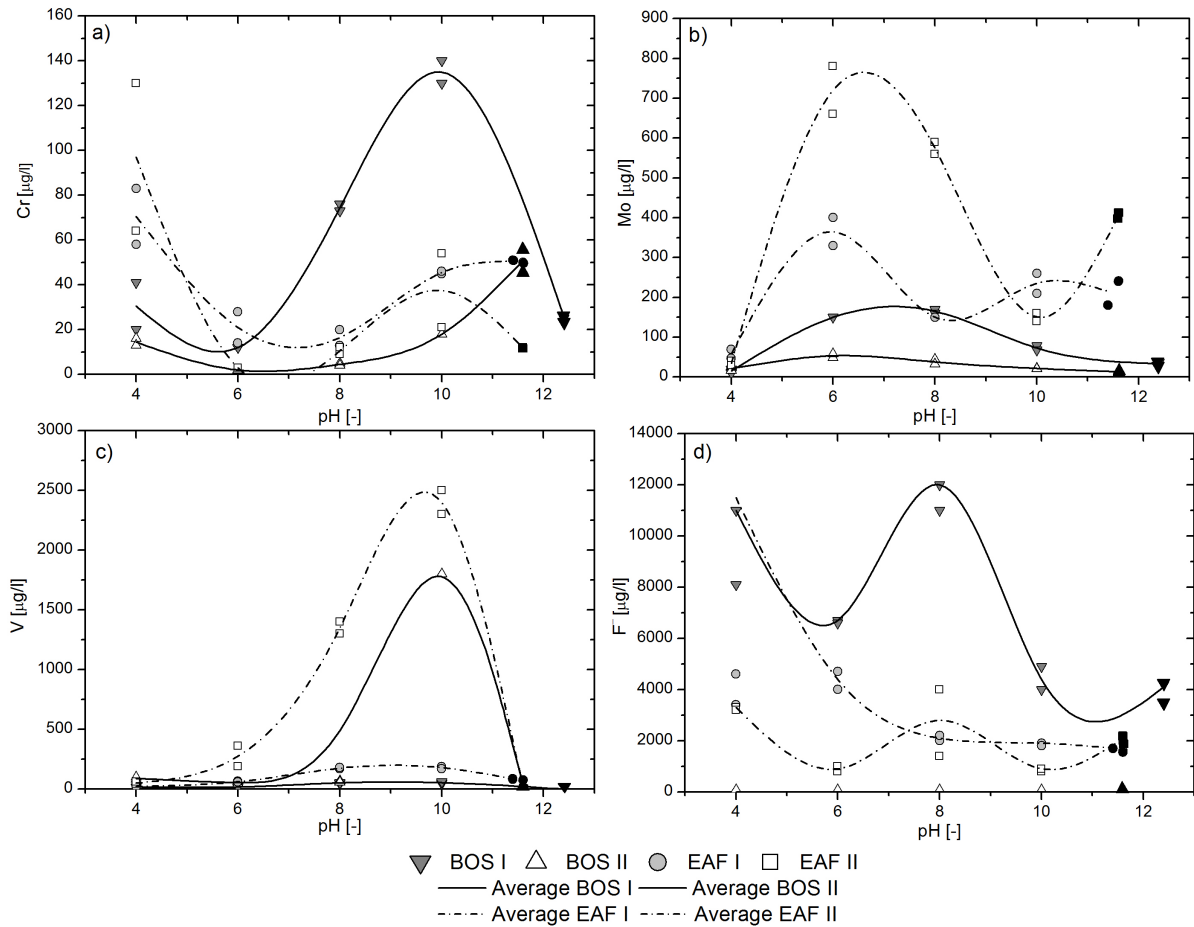 a)
160
140
120
100
80
60
40
20
0
Cr [µg/l]
4 6 8 10 12
pH [-]
b)
900
800
700
600
500
400
300
200
100
0
Mo [µg/l]
4 6 8 10 12
pH [-]
c)
3000
2500
2000
1500
1000
500
0
V [µg/l]
4 6 8 10 12
pH [-]
d)
14000
12000
10000
8000
6000
4000
2000
0
F⁻ [µg/l]
4 6 8 10 12
pH [-]
BOS I BOS II EAF I EAF II
Average BOS I Average BOS II
Average EAF I Average EAF II